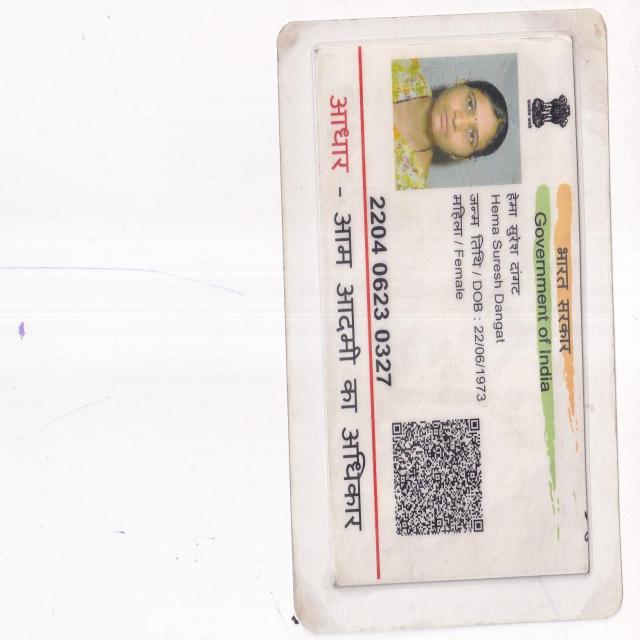 भारत सरकार
Government of India
हेमा सुरेश दांगट
Hema Suresh Dangat
जन्म तिथि / DOB : 22/06/1973
महिला / Female
2204 0623 0327
आधार - आम आदमी का अधिकार